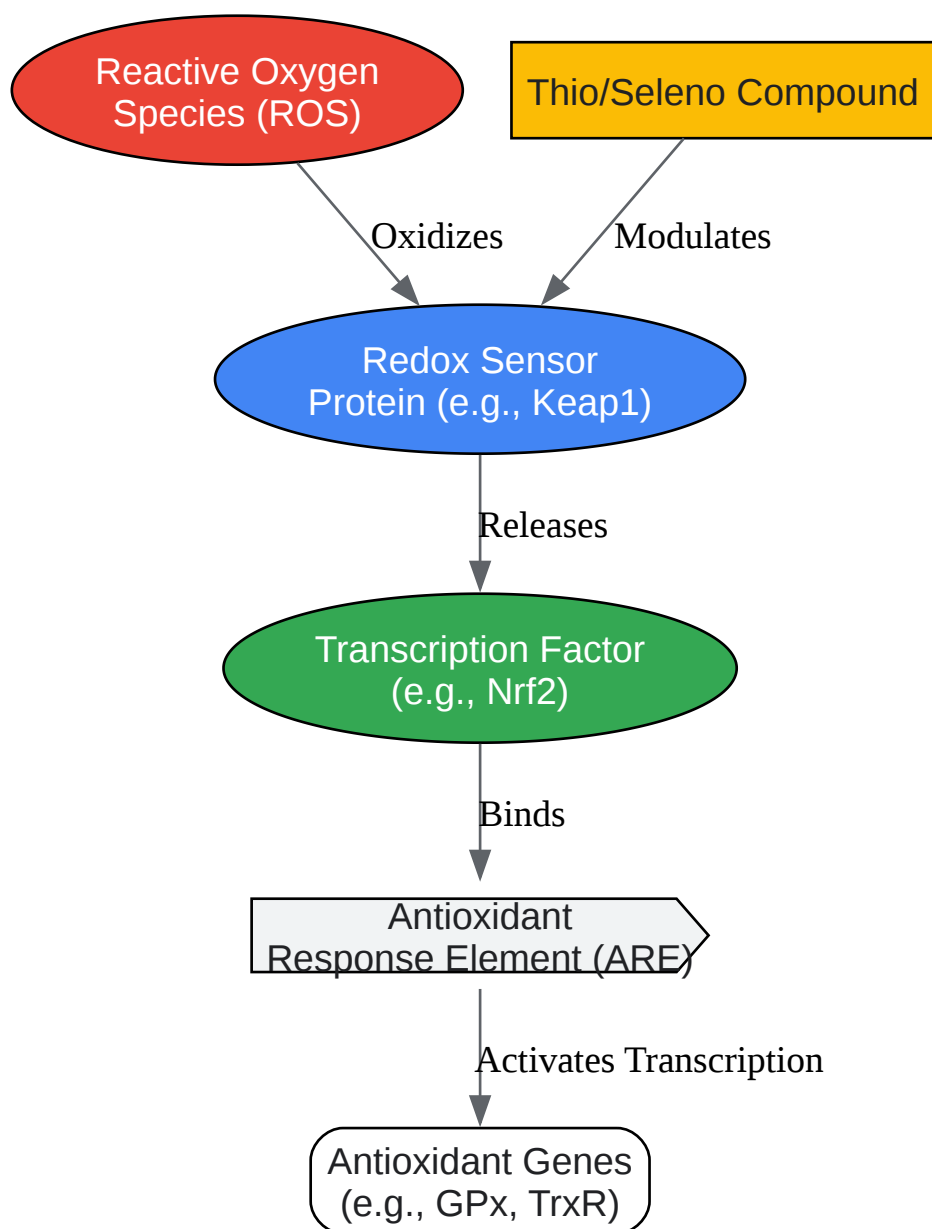 Reactive Oxygen
Species (ROS)
Thio/Seleno Compound
Oxidizes
Modulates
Redox Sensor
Protein (e.g., Keap1)
Releases
Transcription Factor
(e.g., Nrf2)
Binds
Antioxidant
Response Element (ARE)
Activates Transcription
Antioxidant Genes
(e.g., GPx, TrxR)